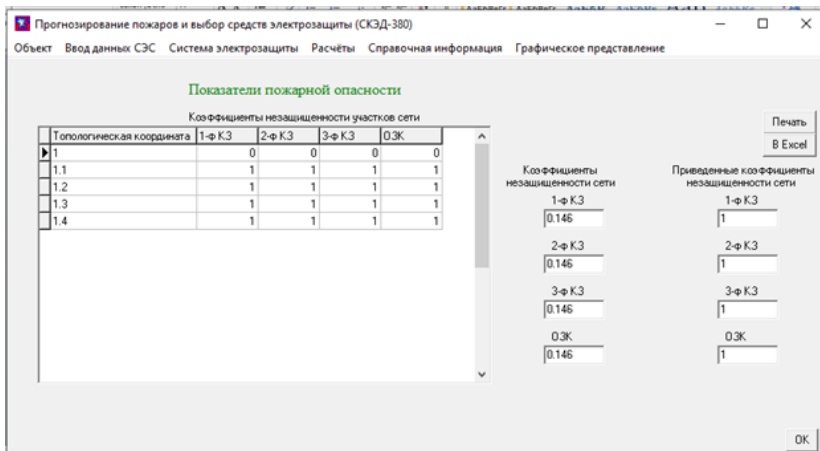 Прогнозирование пожаров и выбор средств электрозащиты (СКЭД-380)
Объект Ввод данных СЭС Система электрозащиты Расчёты Справочная информация Графическое представление
Показатели пожарной опасности
Коэффициенты незащищенности участков сети
Топологическая координата 1-ф КЗ 2-ф КЗ 3-ф КЗ ОЗК
1 0 0 0 0
1.1 1 1 1 1
1.2 1 1 1 1
1.3 1 1 1 1
1.4 1 1 1 1
Печать
В Excel
Коэффициенты
незащищенности сети
1-ф КЗ
0.146
2-ф КЗ
0.146
3-ф КЗ
0.146
ОЗК
0.146
Приведенные коэффициенты
незащищенности сети
1-ф КЗ
1
2-ф КЗ
1
3-ф КЗ
1
ОЗК
1
OK